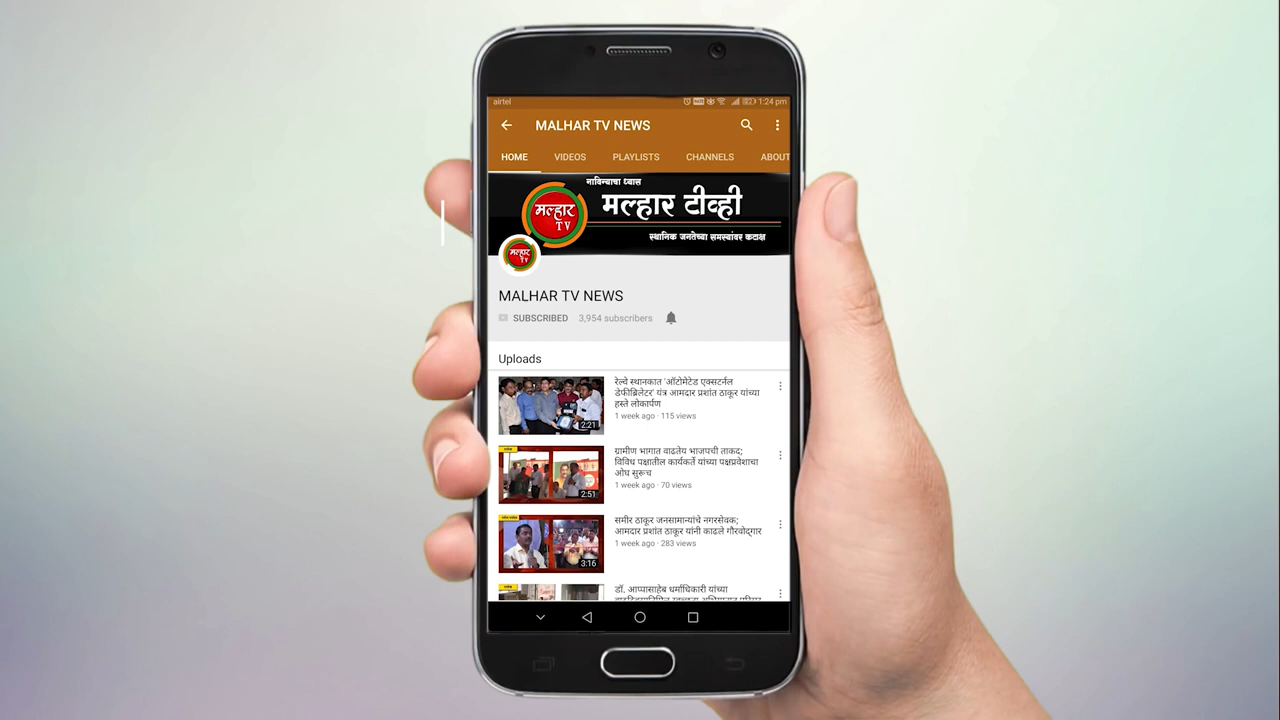 airtel 1:24 pm
MALHAR TV NEWS
HOME VIDEOS PLAYLISTS CHANNELS ABOUT
नाविन्याचा ध्यास
मल्हार टीव्ही
मल्हार
TV
स्थानिक जनतेच्या समस्यांवर कटाक्ष
मल्हार
TV
MALHAR TV NEWS
SUBSCRIBED 3,954 subscribers
Uploads
रेल्वे स्थानकात 'ऑटोमेटेड एक्सटर्नल
डेफीब्रिलेटर' यंत्र आमदार प्रशांत ठाकूर यांच्या
हस्ते लोकार्पण
1 week ago · 115 views
2:21
ग्रामीण भागात वाढतेय भाजपची ताकद;
विविध पक्षातील कार्यकर्ते यांच्या पक्षप्रवेशाचा
ओघ सुरूच
1 week ago · 70 views
2:51
समीर ठाकूर जनसामान्यांचे नगरसेवक;
आमदार प्रशांत ठाकूर यांनी काढले गौरवोद्गार
1 week ago · 283 views
3:16
डॉ. आप्पासाहेब धर्माधिकारी यांच्या